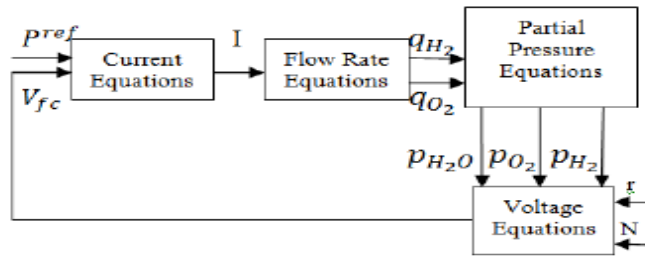 P^ref
V_fc
Current
Equations
I
Flow Rate
Equations
q_H₂
q_O₂
Partial
Pressure
Equations
p_H₂O p_O₂ p_H₂
Voltage
Equations
r
N